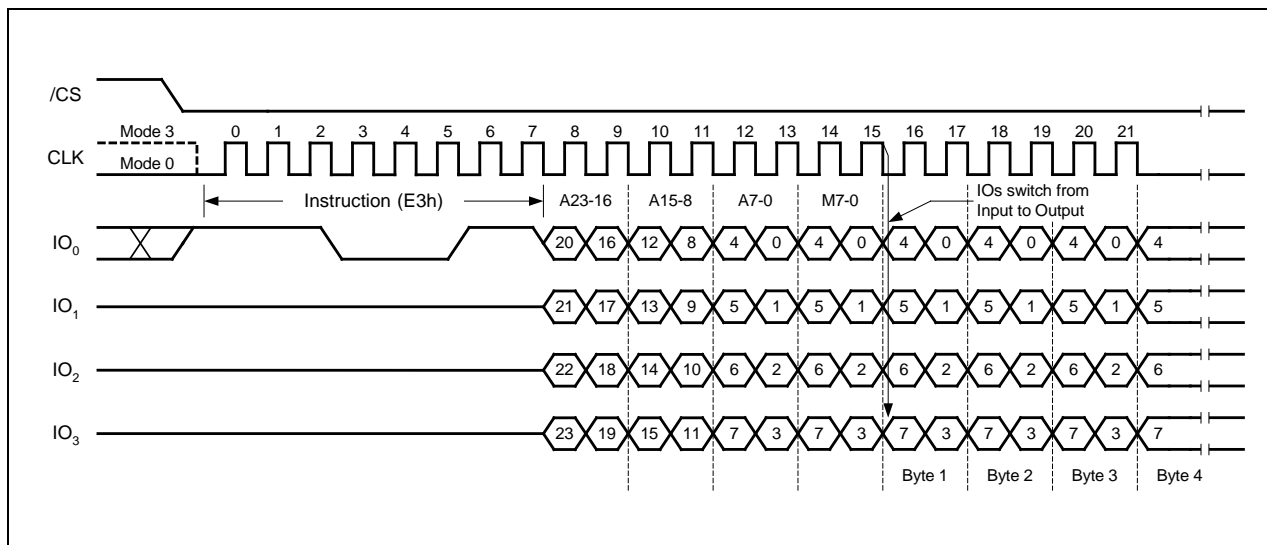 /CS
Mode 3
0 1 2 3 4 5 6 7 8 9 10 11 12 13 14 15 16 17 18 19 20 21
CLK
Mode 0
Instruction (E3h) A23-16 A15-8 A7-0 M7-0
IOs switch from
Input to Output
IO0 20 16 12 8 4 0 4 0 4 0 4 0 4 0 4
IO1 21 17 13 9 5 1 5 1 5 1 5 1 5 1 5
IO2 22 18 14 10 6 2 6 2 6 2 6 2 6 2 6
IO3 23 19 15 11 7 3 7 3 7 3 7 3 7 3 7
Byte 1 Byte 2 Byte 3 Byte 4